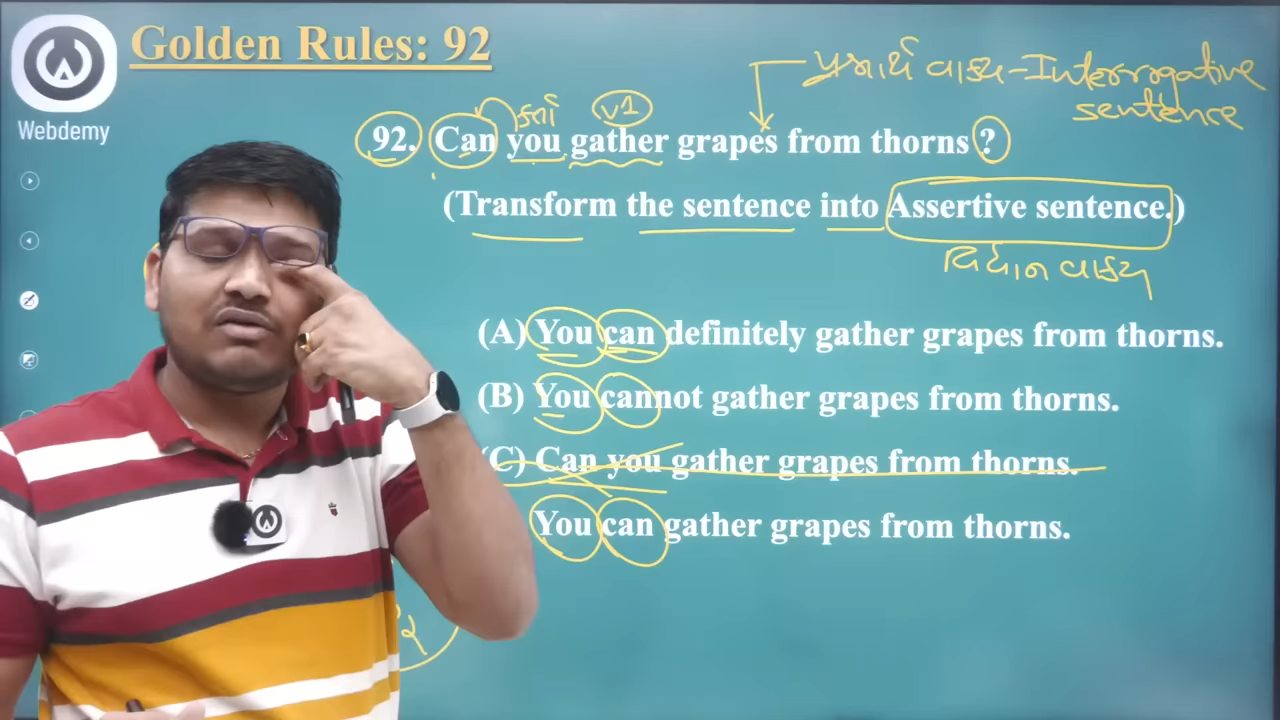 Golden Rules: 92
Webdemy
પ્રશ્નાર્થ વાક્ય - Interrogative
sentence
કર્તા V1
92. Can you gather grapes from thorns ?
(Transform the sentence into Assertive sentence.)
વિધાન વાક્ય
(A) You can definitely gather grapes from thorns.
(B) You cannot gather grapes from thorns.
(C) Can you gather grapes from thorns.
You can gather grapes from thorns.